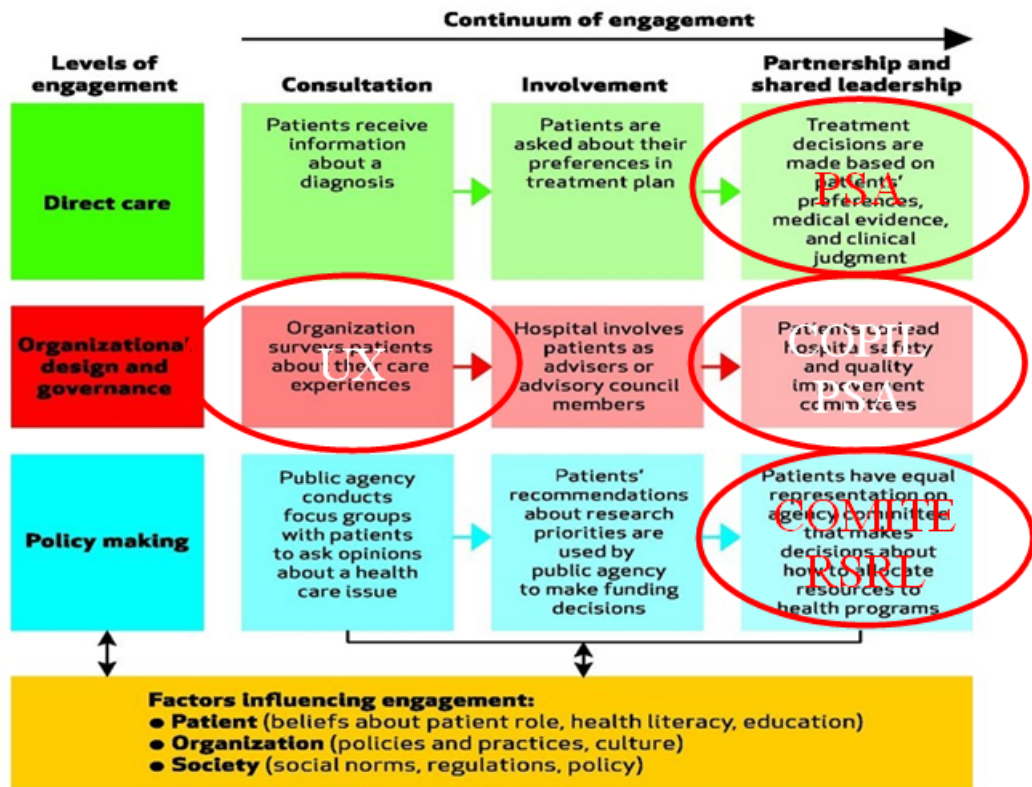 Continuum of engagement
Levels of
engagement
Consultation
Involvement
Partnership and
shared leadership
Direct care
Patients receive
information
about a
diagnosis
Patients are
asked about their
preferences in
treatment plan
Treatment
decisions are
made based on
patients'
preferences,
medical evidence,
and clinical
judgment
PSA
Organizationa'
design and
governance
Organization
surveys patients
about their care
experiences
UX
Hospital involves
patients as
advisers or
advisory council
members
Patients co-lead
hospital safety
and quality
improvement
committees
COPIL
PSA
Policy making
Public agency
conducts
focus groups
with patients
to ask opinions
about a health
care issue
Patients'
recommendations
about research
priorities are
used by
public agency
to make funding
decisions
Patients have equal
representation on
agency committee
that makes
decisions about
how to allocate
resources to
health programs
COMITE
RSRL
Factors influencing engagement:
● Patient (beliefs about patient role, health literacy, education)
● Organization (policies and practices, culture)
● Society (social norms, regulations, policy)